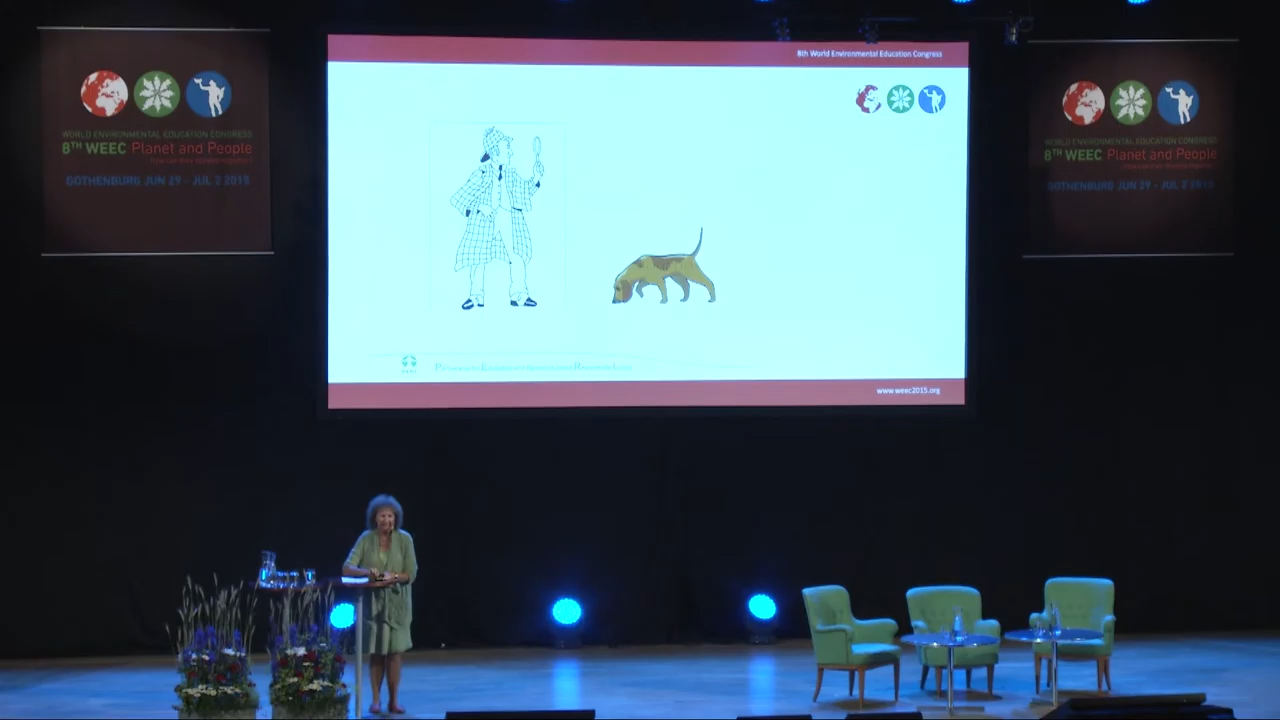 8th World Environmental Education Congress
WORLD ENVIRONMENTAL EDUCATION CONGRESS
8TH WEEC Planet and People
GOTHENBURG JUN 29 - JUL 2 2015
WORLD ENVIRONMENTAL EDUCATION CONGRESS
8TH WEEC Planet and People
GOTHENBURG JUN 29 - JUL 2 2015
www.weec2015.org